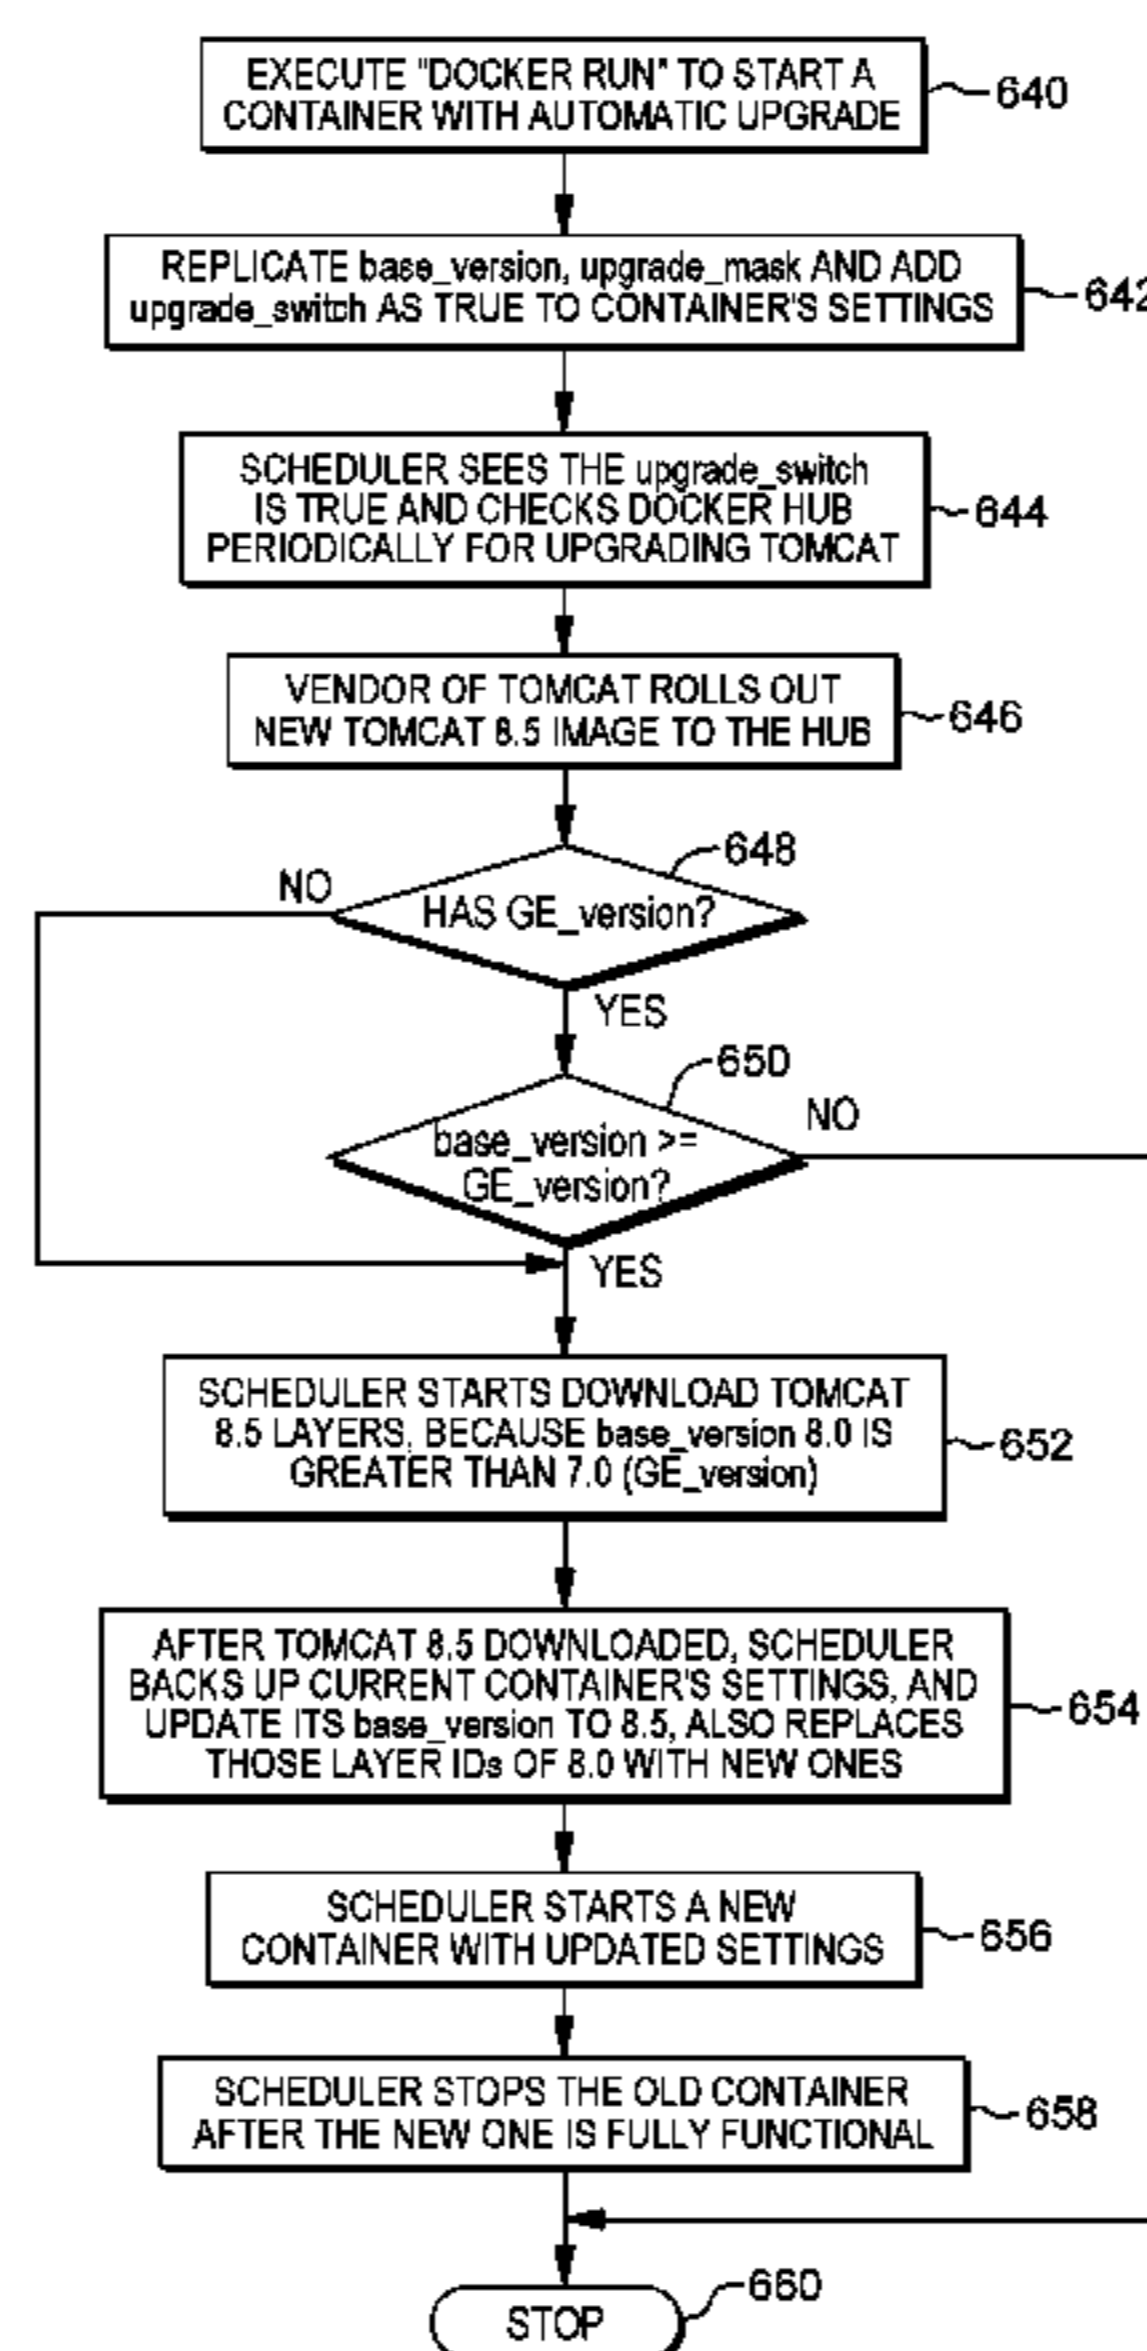 EXECUTE "DOCKER RUN" TO START A
CONTAINER WITH AUTOMATIC UPGRADE
640
REPLICATE base_version, upgrade_mask AND ADD
upgrade_switch AS TRUE TO CONTAINER'S SETTINGS
642
SCHEDULER SEES THE upgrade_switch
IS TRUE AND CHECKS DOCKER HUB
PERIODICALLY FOR UPGRADING TOMCAT
644
VENDOR OF TOMCAT ROLLS OUT
NEW TOMCAT 8.5 IMAGE TO THE HUB
646
648
NO
HAS GE_version?
YES
650
NO
base_version >=
GE_version?
YES
SCHEDULER STARTS DOWNLOAD TOMCAT
8.5 LAYERS, BECAUSE base_version 8.0 IS
GREATER THAN 7.0 (GE_version)
652
AFTER TOMCAT 8.5 DOWNLOADED, SCHEDULER
BACKS UP CURRENT CONTAINER'S SETTINGS, AND
UPDATE ITS base_version TO 8.5, ALSO REPLACES
THOSE LAYER IDs OF 8.0 WITH NEW ONES
654
SCHEDULER STARTS A NEW
CONTAINER WITH UPDATED SETTINGS
656
SCHEDULER STOPS THE OLD CONTAINER
AFTER THE NEW ONE IS FULLY FUNCTIONAL
658
660
STOP